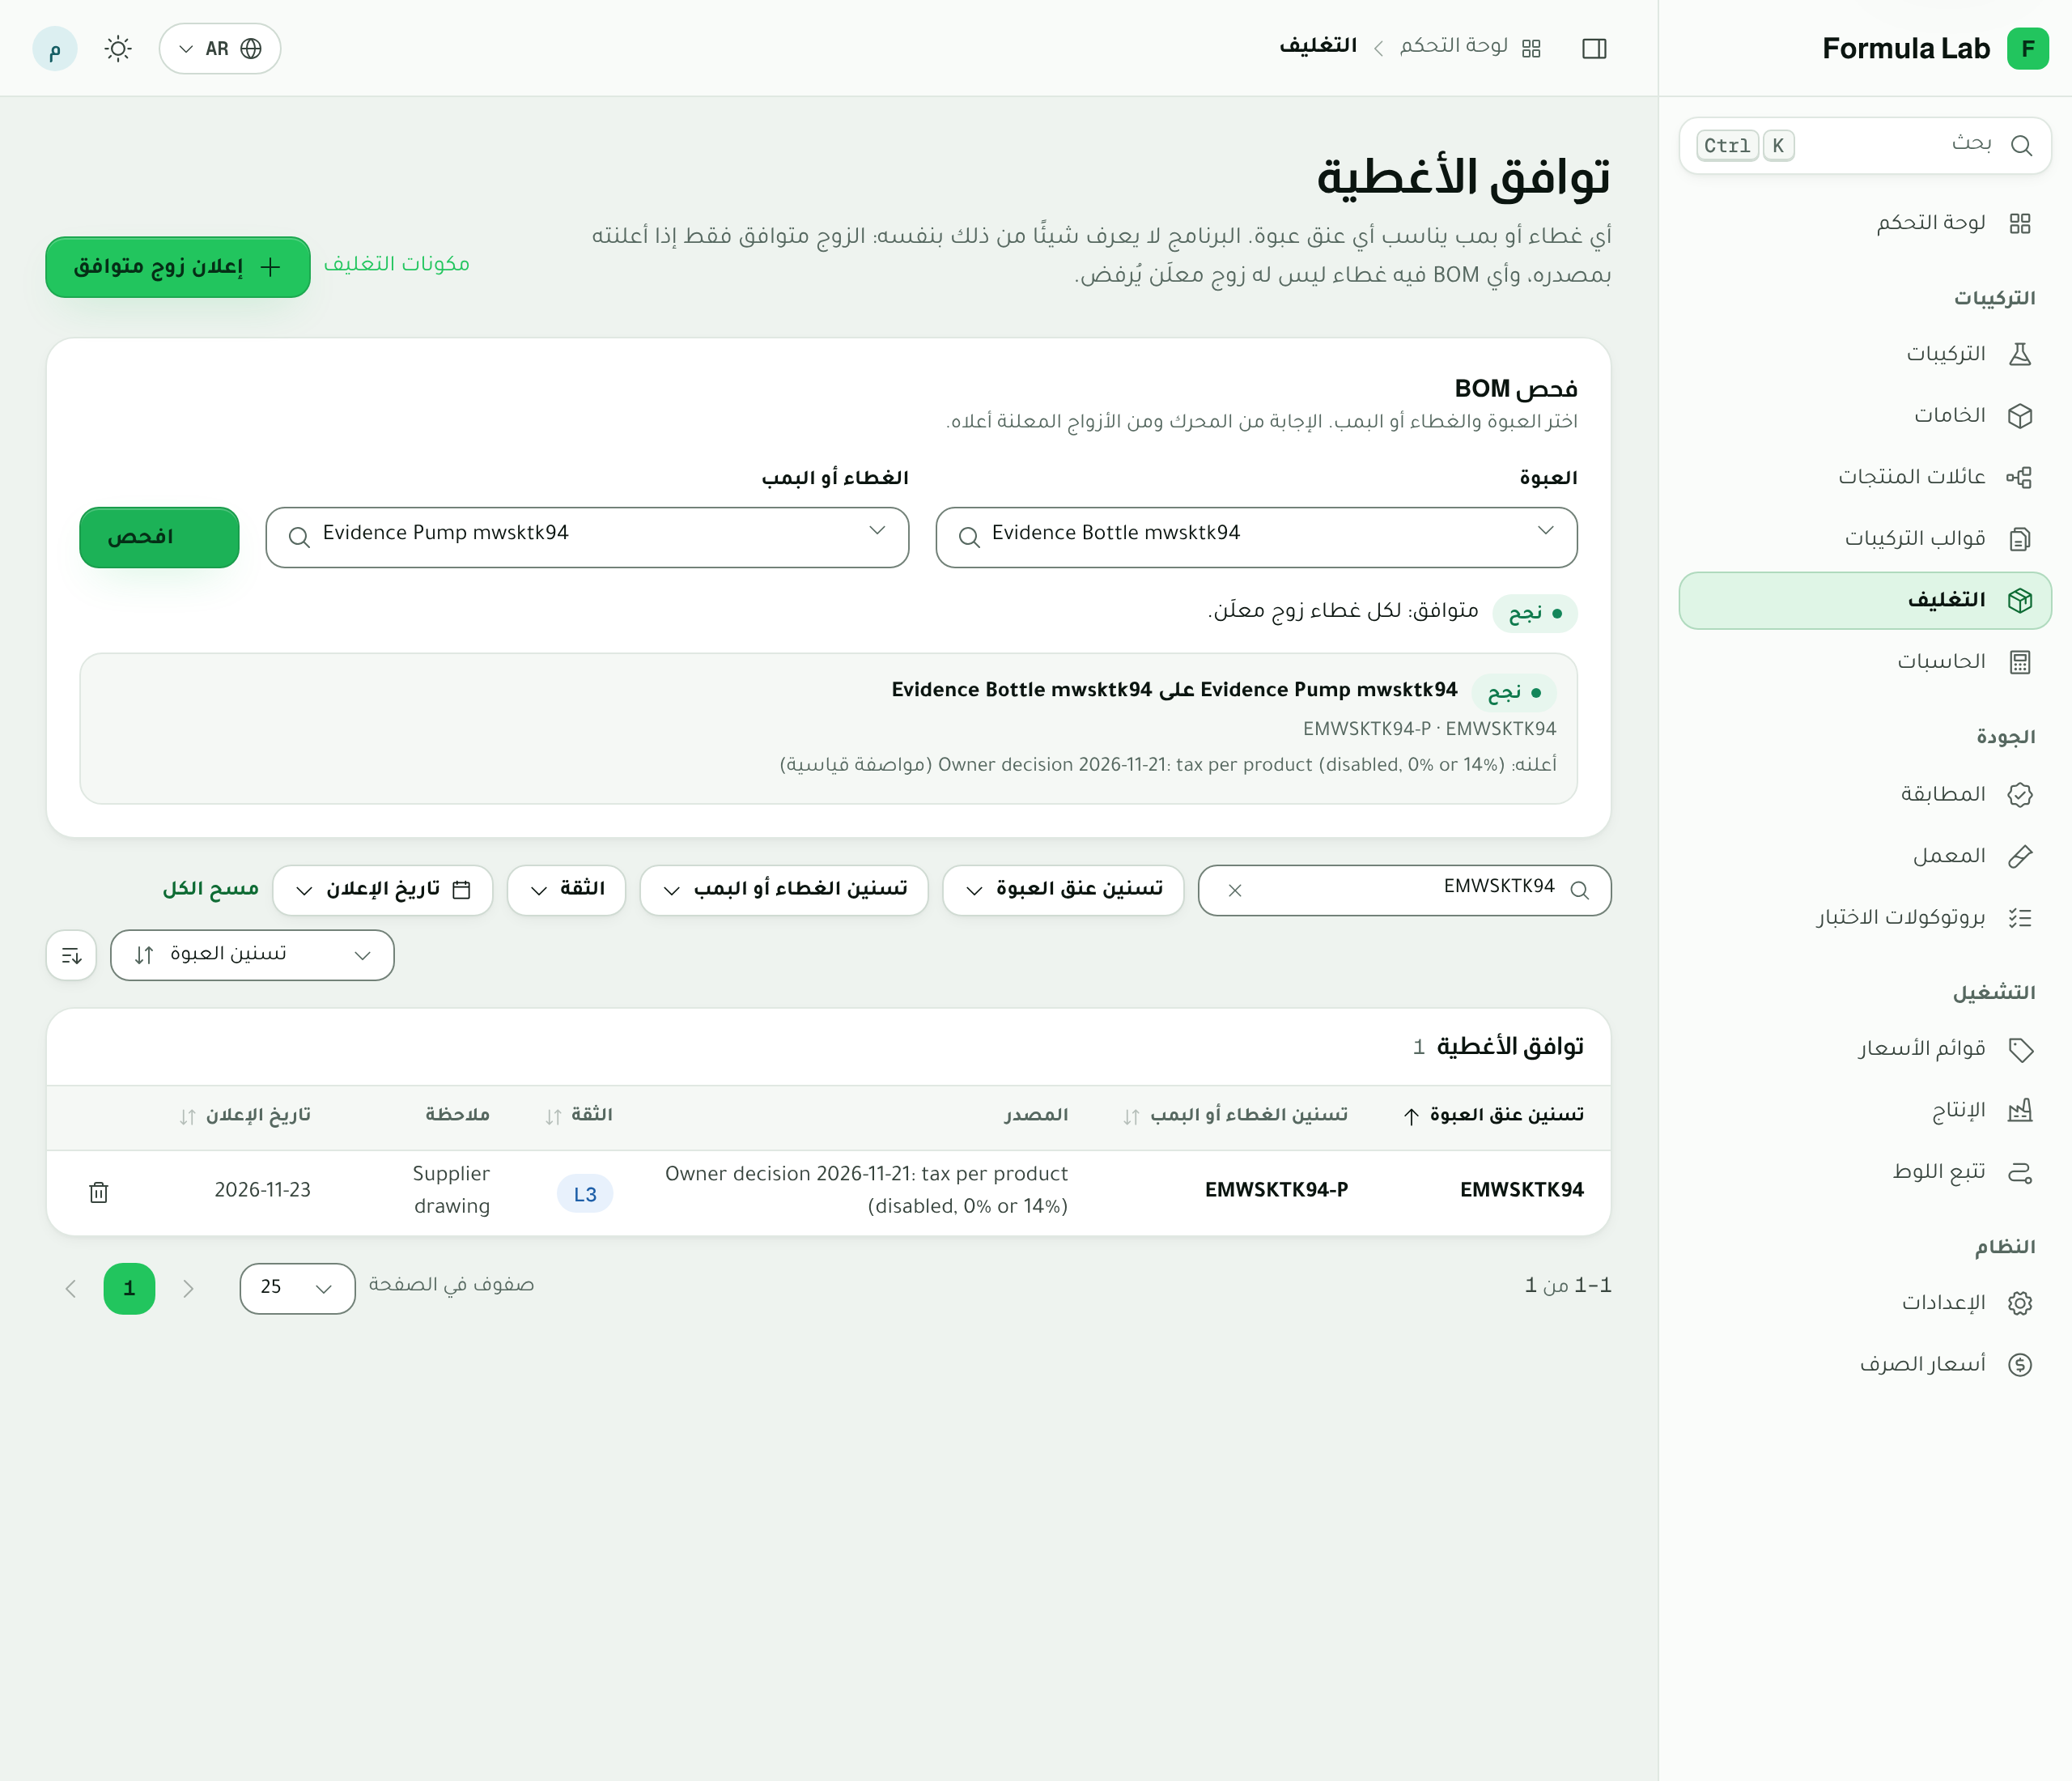 F Formula Lab
بحث Ctrl K
لوحة التحكم
التركيبات
التركيبات
الخامات
عائلات المنتجات
قوالب التركيبات
التغليف
الحاسبات
الجودة
المطابقة
المعمل
بروتوكولات الاختبار
التشغيل
قوائم الأسعار
الإنتاج
تتبع اللوط
النظام
الإعدادات
أسعار الصرف
لوحة التحكم
التغليف
AR
م
توافق الأغطية
أي غطاء أو بمب يناسب أي عنق عبوة. البرنامج لا يعرف شيئًا من ذلك بنفسه: الزوج متوافق فقط إذا أعلنته
بمصدره، وأي BOM فيه غطاء ليس له زوج معلَن يُرفض.
مكونات التغليف
إعلان زوج متوافق
فحص BOM
اختر العبوة والغطاء أو البمب. الإجابة من المحرك ومن الأزواج المعلنة أعلاه.
العبوة
Evidence Bottle mwsktk94
الغطاء أو البمب
Evidence Pump mwsktk94
افحص
نجح متوافق: لكل غطاء زوج معلَن.
نجح Evidence Pump mwsktk94 على Evidence Bottle mwsktk94
EMWSKTK94-P · EMWSKTK94
أعلنه: Owner decision 2026-11-21: tax per product (disabled, 0% or 14%) (مواصفة قياسية)
EMWSKTK94
تسنين عنق العبوة
تسنين الغطاء أو البمب
الثقة
تاريخ الإعلان
مسح الكل
تسنين العبوة
توافق الأغطية 1
تسنين عنق العبوة تسنين الغطاء أو البمب المصدر الثقة ملاحظة تاريخ الإعلان
EMWSKTK94 EMWSKTK94-P Owner decision 2026-11-21: tax per product (disabled, 0% or 14%) L3 Supplier drawing 2026-11-23
1–1 من 1
صفوف في الصفحة 25
1